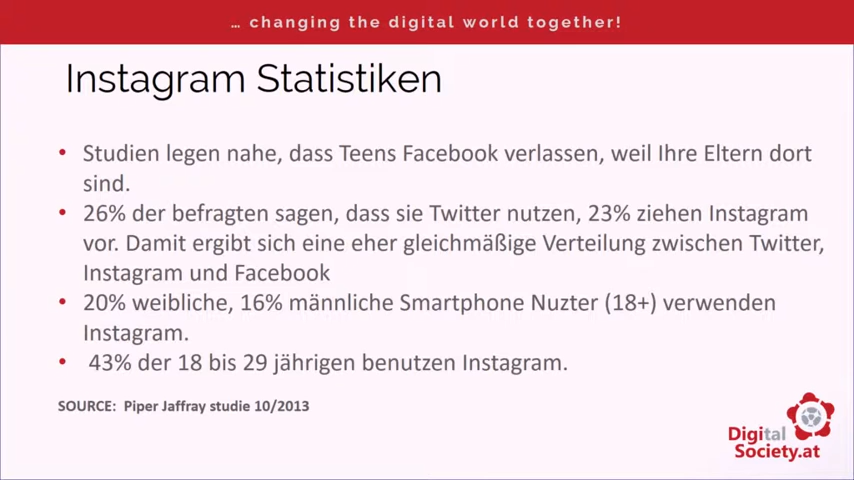 … changing the digital world together!
Instagram Statistiken
• Studien legen nahe, dass Teens Facebook verlassen, weil Ihre Eltern dort
sind.
• 26% der befragten sagen, dass sie Twitter nutzen, 23% ziehen Instagram
vor. Damit ergibt sich eine eher gleichmäßige Verteilung zwischen Twitter,
Instagram und Facebook
• 20% weibliche, 16% männliche Smartphone Nuzter (18+) verwenden
Instagram.
• 43% der 18 bis 29 jährigen benutzen Instagram.
SOURCE: Piper Jaffray studie 10/2013
Digital
Society.at